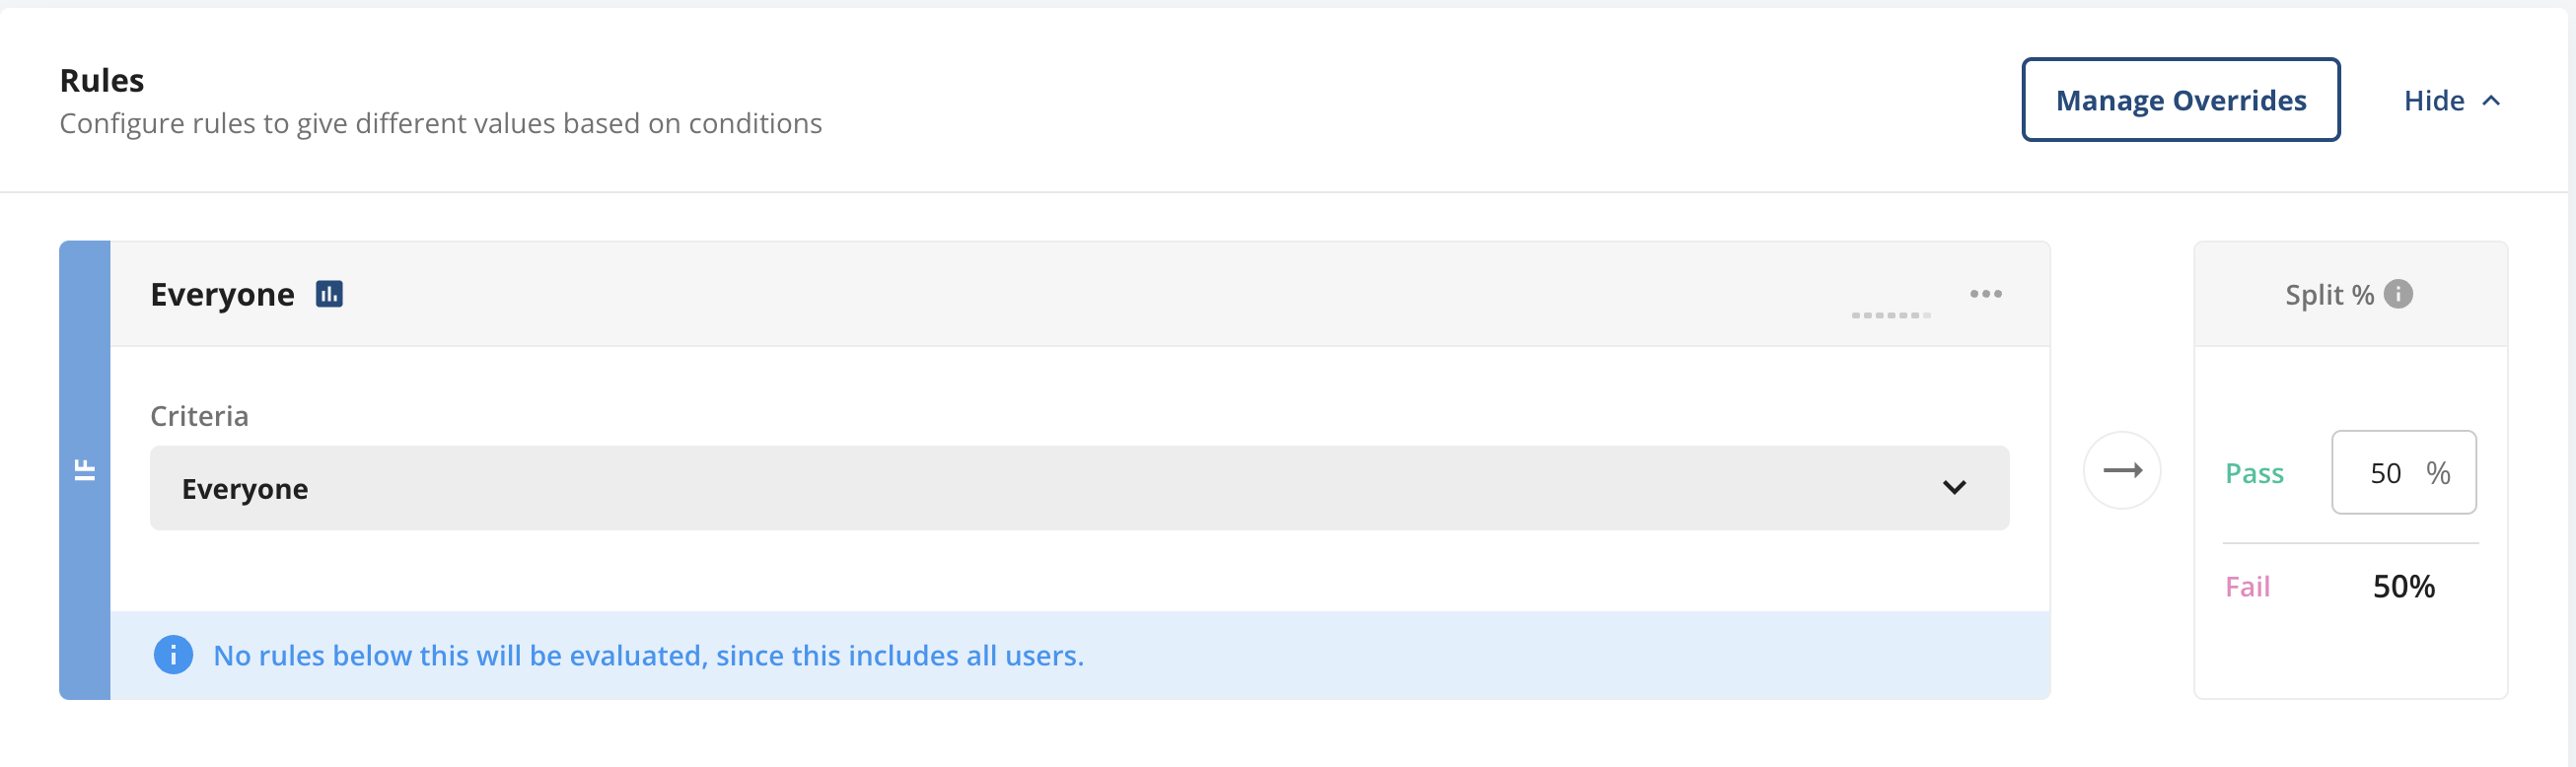 Rules
Configure rules to give different values based on conditions
Manage Overrides
Hide
IF
Everyone
Split %
Criteria
Everyone
Pass 50 %
Fail 50%
No rules below this will be evaluated, since this includes all users.